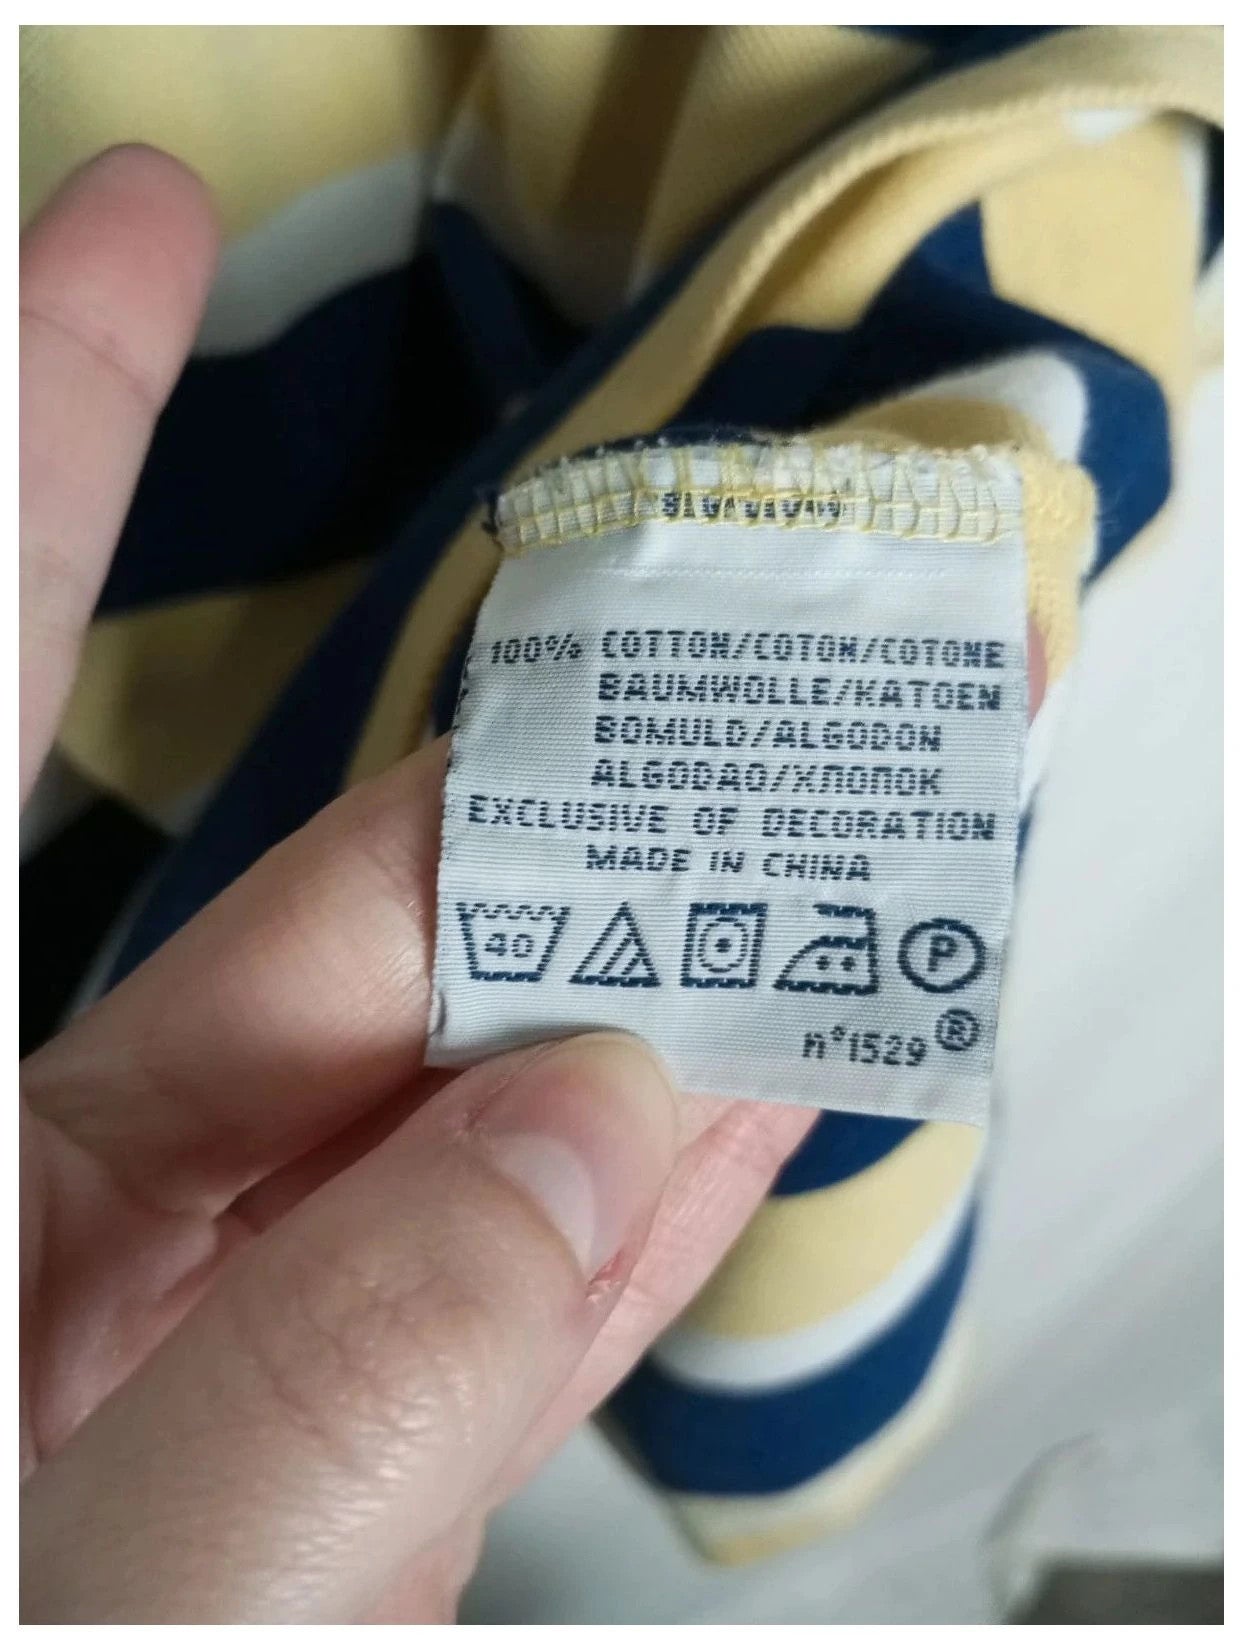 100% COTTON/COTON/COTONE
BAUMWOLLE/KATOEN
BOMULD/ALGODON
ALGODAO/ХЛОПОК
EXCLUSIVE OF DECORATION
MADE IN CHINA
40
P
n°1529 ®